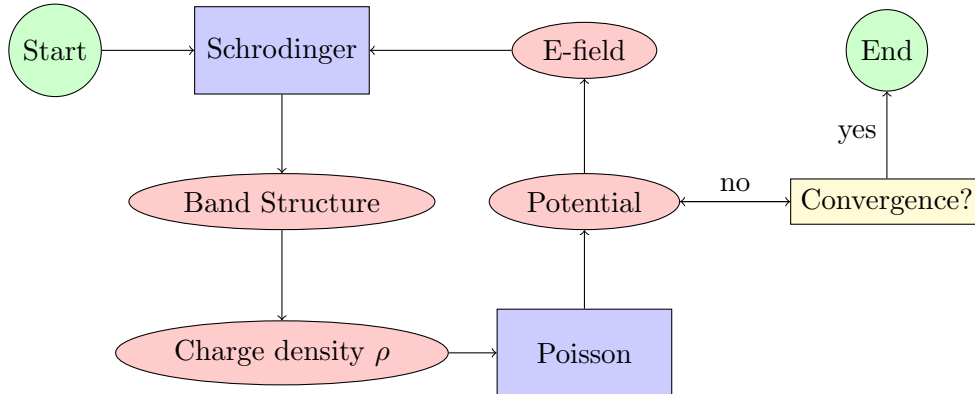 Start
Schrodinger
E-field
End
yes
Band Structure
Potential
no
Convergence?
Charge density ρ
Poisson